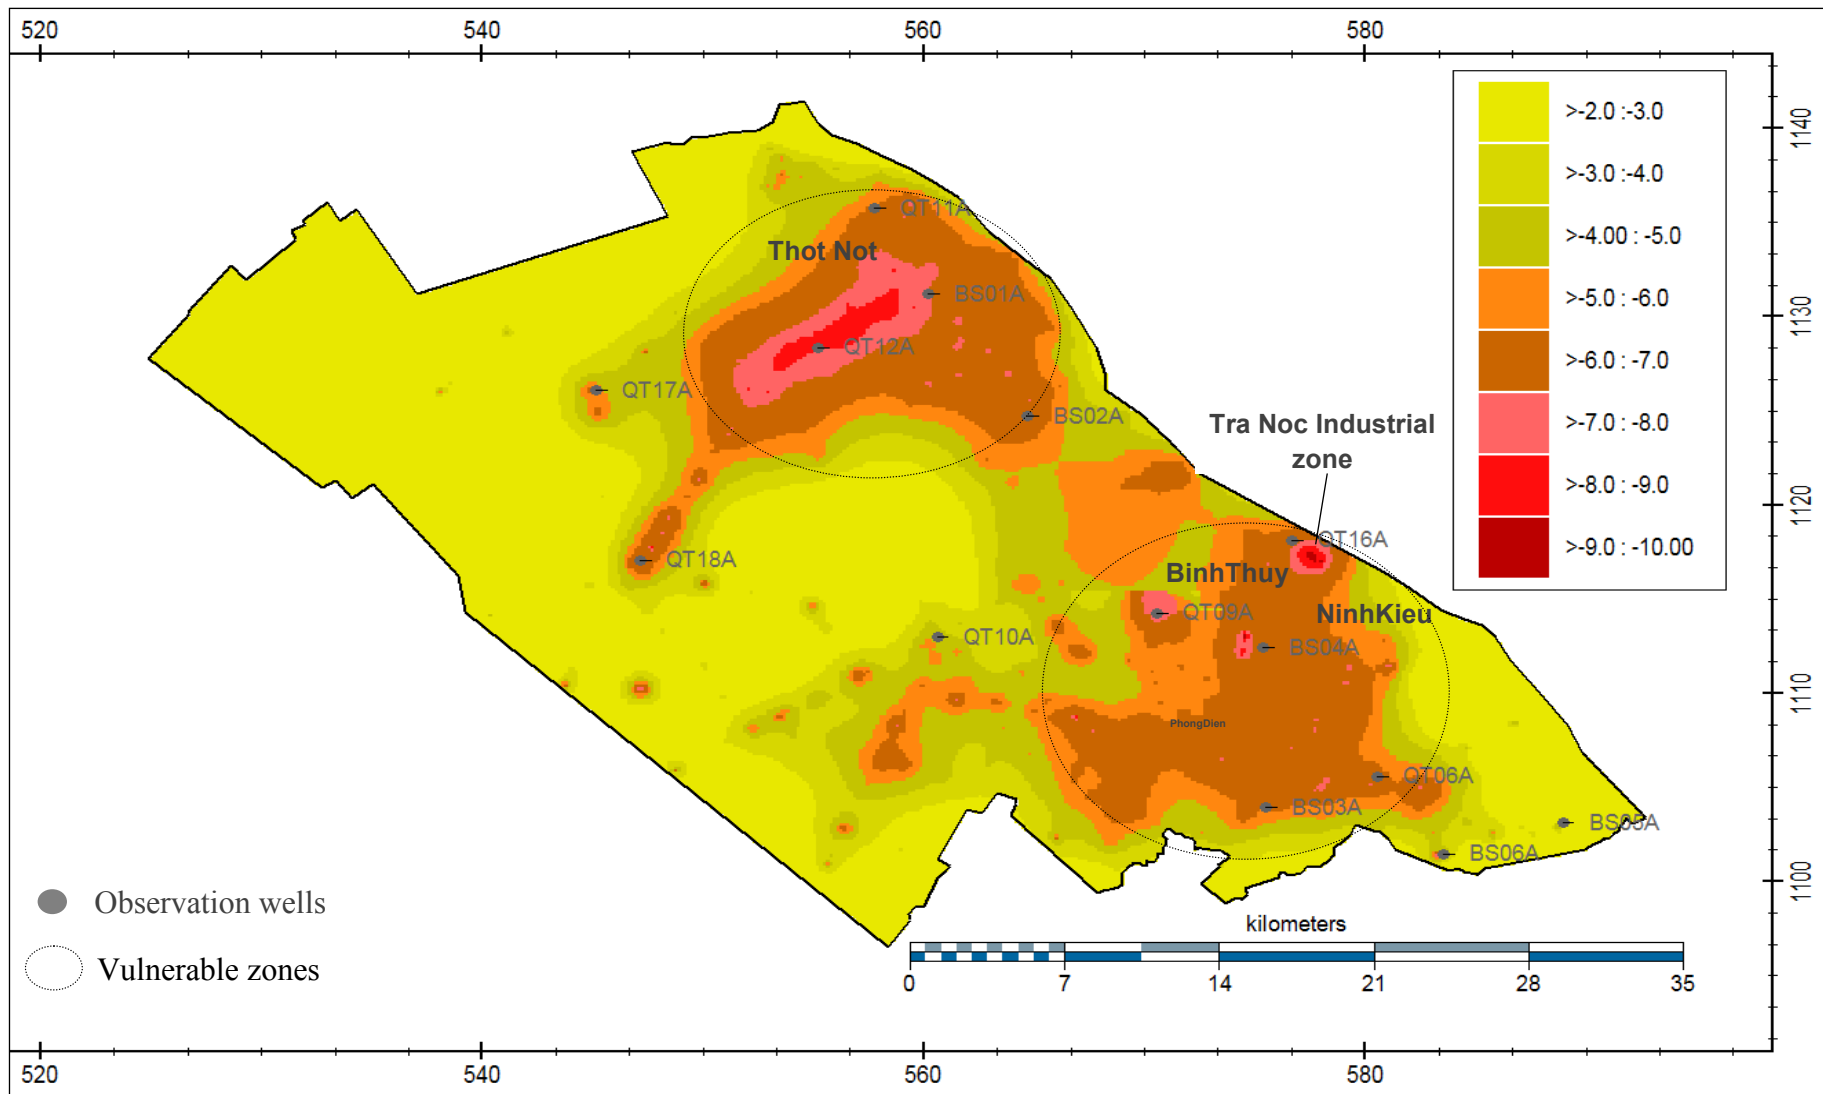 520 540 560 580
>-2.0 :-3.0
>-3.0 :-4.0
>-4.00 : -5.0
>-5.0 : -6.0
>-6.0 : -7.0
>-7.0 : -8.0
>-8.0 : -9.0
>-9.0 : -10.00
1140
1130
1120
1110
1100
QT11A
Thot Not
BS01A
QT12A
QT17A
BS02A
Tra Noc Industrial
zone
QT16A
QT18A
BinhThuy
QT09A
NinhKieu
QT10A
BS04A
PhongDien
QT06A
BS03A
BS05A
BS06A
Observation wells
Vulnerable zones
kilometers
0 7 14 21 28 35
520 540 560 580